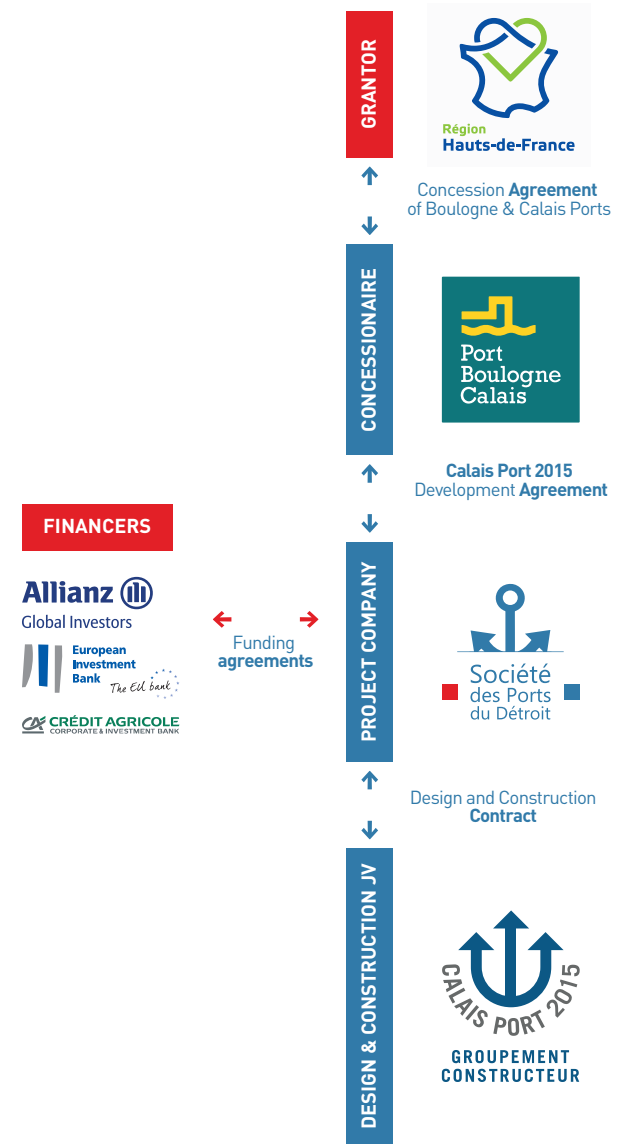 GRANTOR
Région
Hauts-de-France
Concession Agreement
of Boulogne & Calais Ports
CONCESSIONAIRE
Port
Boulogne
Calais
Calais Port 2015
Development Agreement
FINANCERS
Allianz
Global Investors
European
Investment
Bank
The EU bank
CA
CRÉDIT AGRICOLE
CORPORATE & INVESTMENT BANK
Funding
agreements
PROJECT COMPANY
Société
des Ports
du Détroit
Design and Construction
Contract
DESIGN & CONSTRUCTION JV
CALAIS PORT 2015
GROUPEMENT
CONSTRUCTEUR